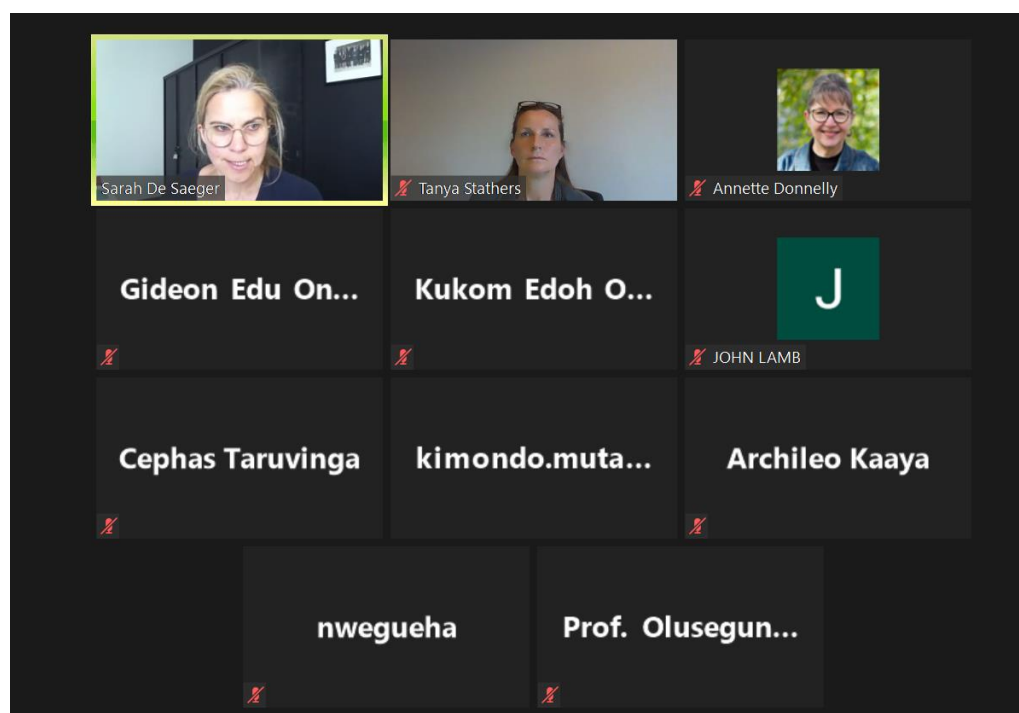 Sarah De Saeger
Tanya Stathers
Annette Donnelly
Gideon Edu On...
Kukom Edoh O...
J
JOHN LAMB
Cephas Taruvinga
kimondo.muta...
Archileo Kaaya
nwegueha
Prof. Olusegun...